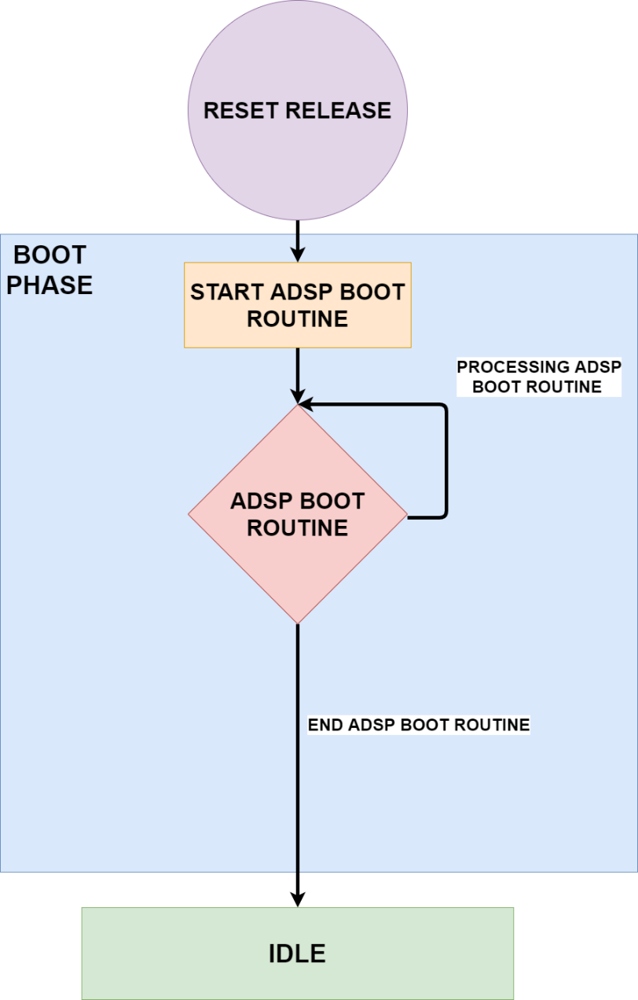 RESET RELEASE
BOOT
PHASE
START ADSP BOOT
ROUTINE
PROCESSING ADSP
BOOT ROUTINE
ADSP BOOT
ROUTINE
END ADSP BOOT ROUTINE
IDLE